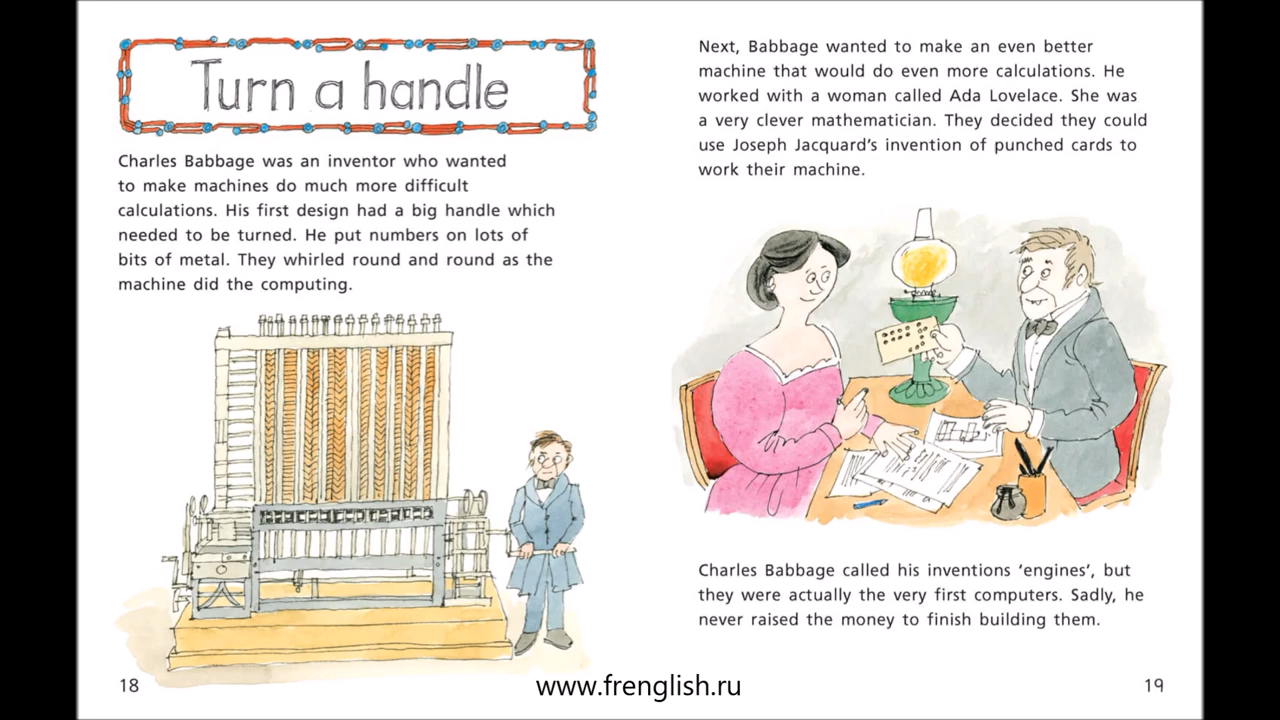 Turn a handle
Charles Babbage was an inventor who wanted
to make machines do much more difficult
calculations. His first design had a big handle which
needed to be turned. He put numbers on lots of
bits of metal. They whirled round and round as the
machine did the computing.
18
Next, Babbage wanted to make an even better
machine that would do even more calculations. He
worked with a woman called Ada Lovelace. She was
a very clever mathematician. They decided they could
use Joseph Jacquard’s invention of punched cards to
work their machine.
Charles Babbage called his inventions ‘engines’, but
they were actually the very first computers. Sadly, he
never raised the money to finish building them.
19
www.frenglish.ru